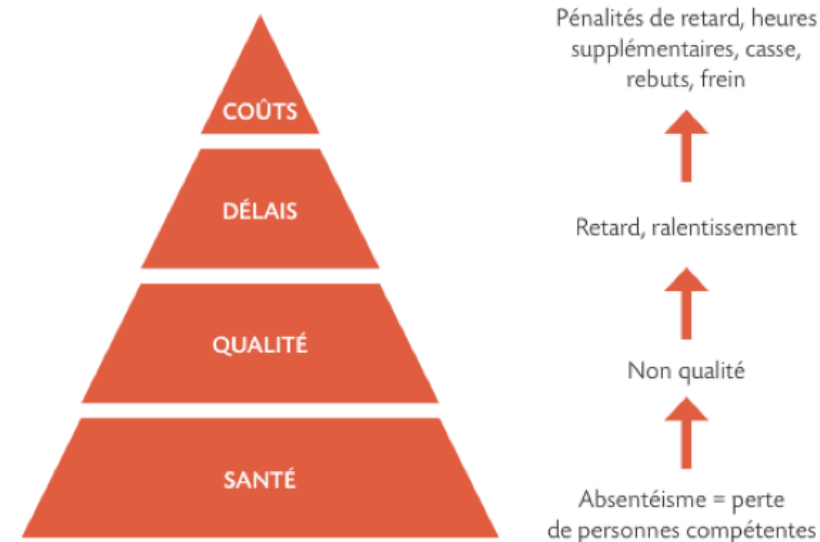 Pénalités de retard, heures
supplémentaires, casse,
rebuts, frein
COÛTS
DÉLAIS
Retard, ralentissement
QUALITÉ
Non qualité
SANTÉ
Absentéisme = perte
de personnes compétentes